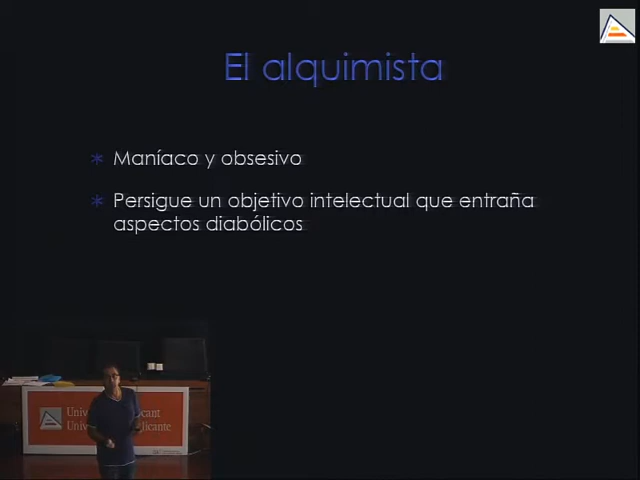 El alquimista
Maníaco y obsesivo
Persigue un objetivo intelectual que entraña
aspectos diabólicos